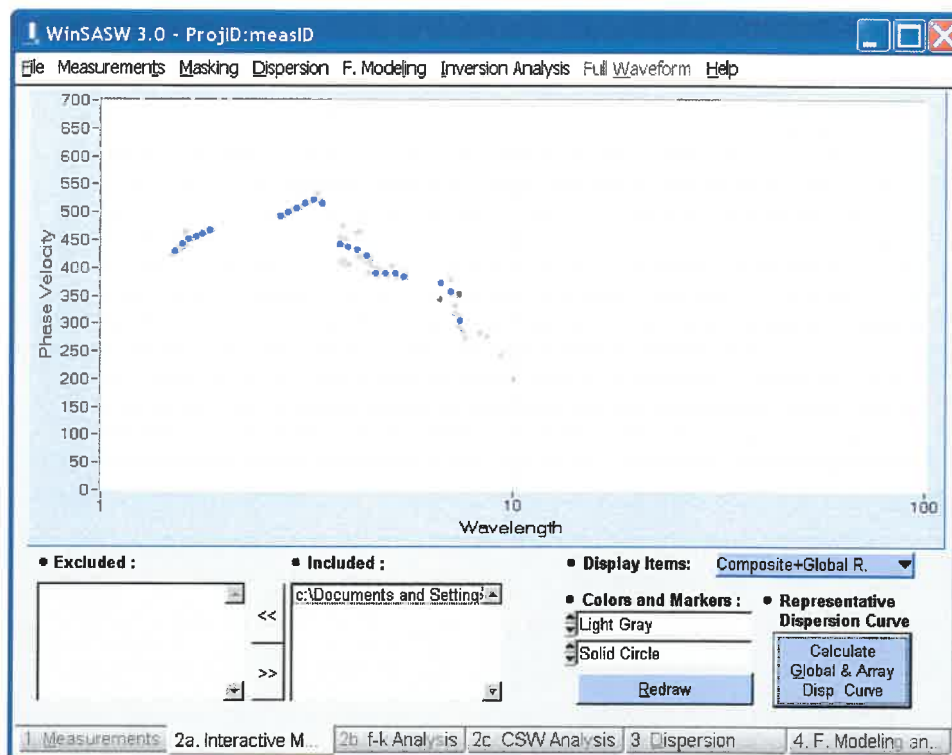 WinSASW 3.0 - ProjID:measID
File Measurements Masking Dispersion F. Modeling Inversion Analysis Full Waveform Help
700
650
600
550
500
450
400
350
300
250
200
150
100
50
0
Phase Velocity
1 10 100
Wavelength
• Excluded :
• Included :
• Display Items: Composite+Global R.
c:\Documents and Setting
<<
>>
• Colors and Markers :
Light Gray
Solid Circle
Redraw
• Representative
Dispersion Curve
Calculate
Global & Array
Disp. Curve
1 Measurements 2a. Interactive M... 2b f-k Analysis 2c CSW Analysis 3 Dispersion 4. F. Modeling an...